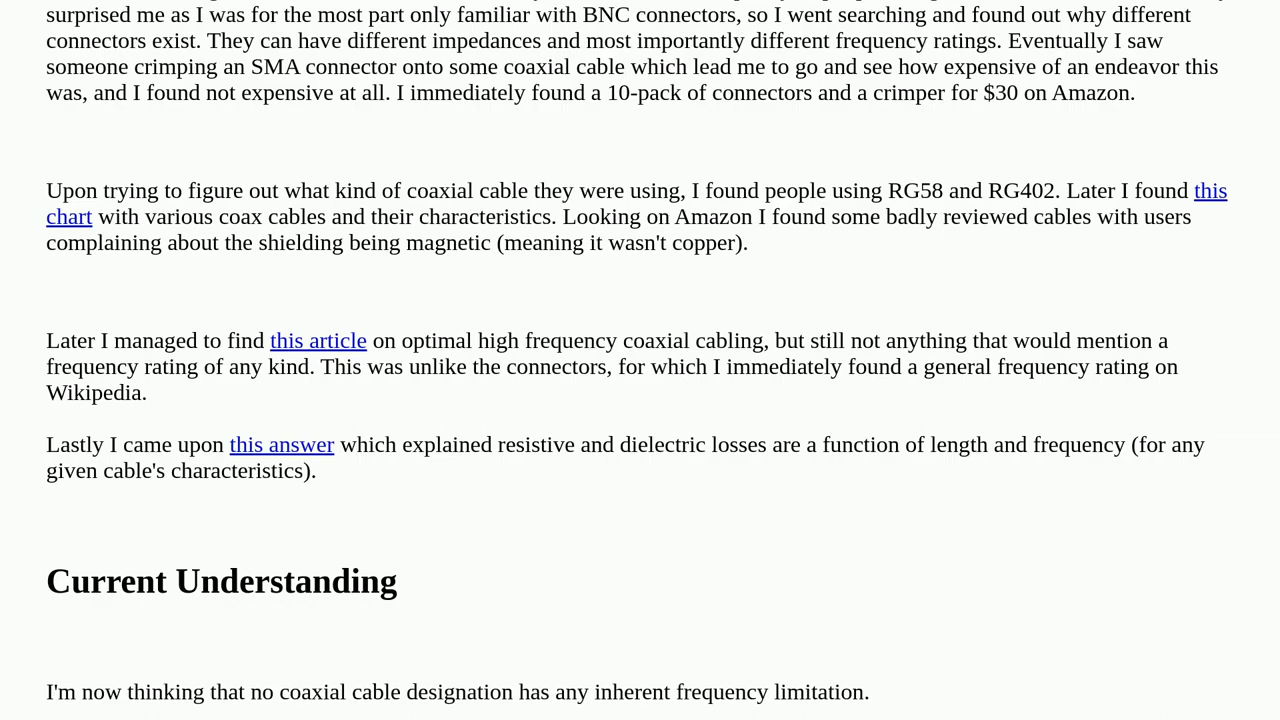 surprised me as I was for the most part only familiar with BNC connectors, so I went searching and found out why different
connectors exist. They can have different impedances and most importantly different frequency ratings. Eventually I saw
someone crimping an SMA connector onto some coaxial cable which lead me to go and see how expensive of an endeavor this
was, and I found not expensive at all. I immediately found a 10-pack of connectors and a crimper for $30 on Amazon.
Upon trying to figure out what kind of coaxial cable they were using, I found people using RG58 and RG402. Later I found this
chart with various coax cables and their characteristics. Looking on Amazon I found some badly reviewed cables with users
complaining about the shielding being magnetic (meaning it wasn't copper).
Later I managed to find this article on optimal high frequency coaxial cabling, but still not anything that would mention a
frequency rating of any kind. This was unlike the connectors, for which I immediately found a general frequency rating on
Wikipedia.
Lastly I came upon this answer which explained resistive and dielectric losses are a function of length and frequency (for any
given cable's characteristics).
Current Understanding
I'm now thinking that no coaxial cable designation has any inherent frequency limitation.